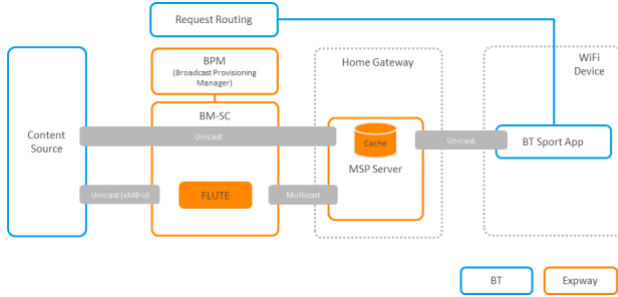 Request Routing
BPM
(Broadcast Provisioning
Manager)
Home Gateway
WiFi
Device
BM-SC
Content
Source
Unicast
Cache
MSP Server
Unicast
BT Sport App
Unicast (xMB-U)
FLUTE
Multicast
BT
Expway